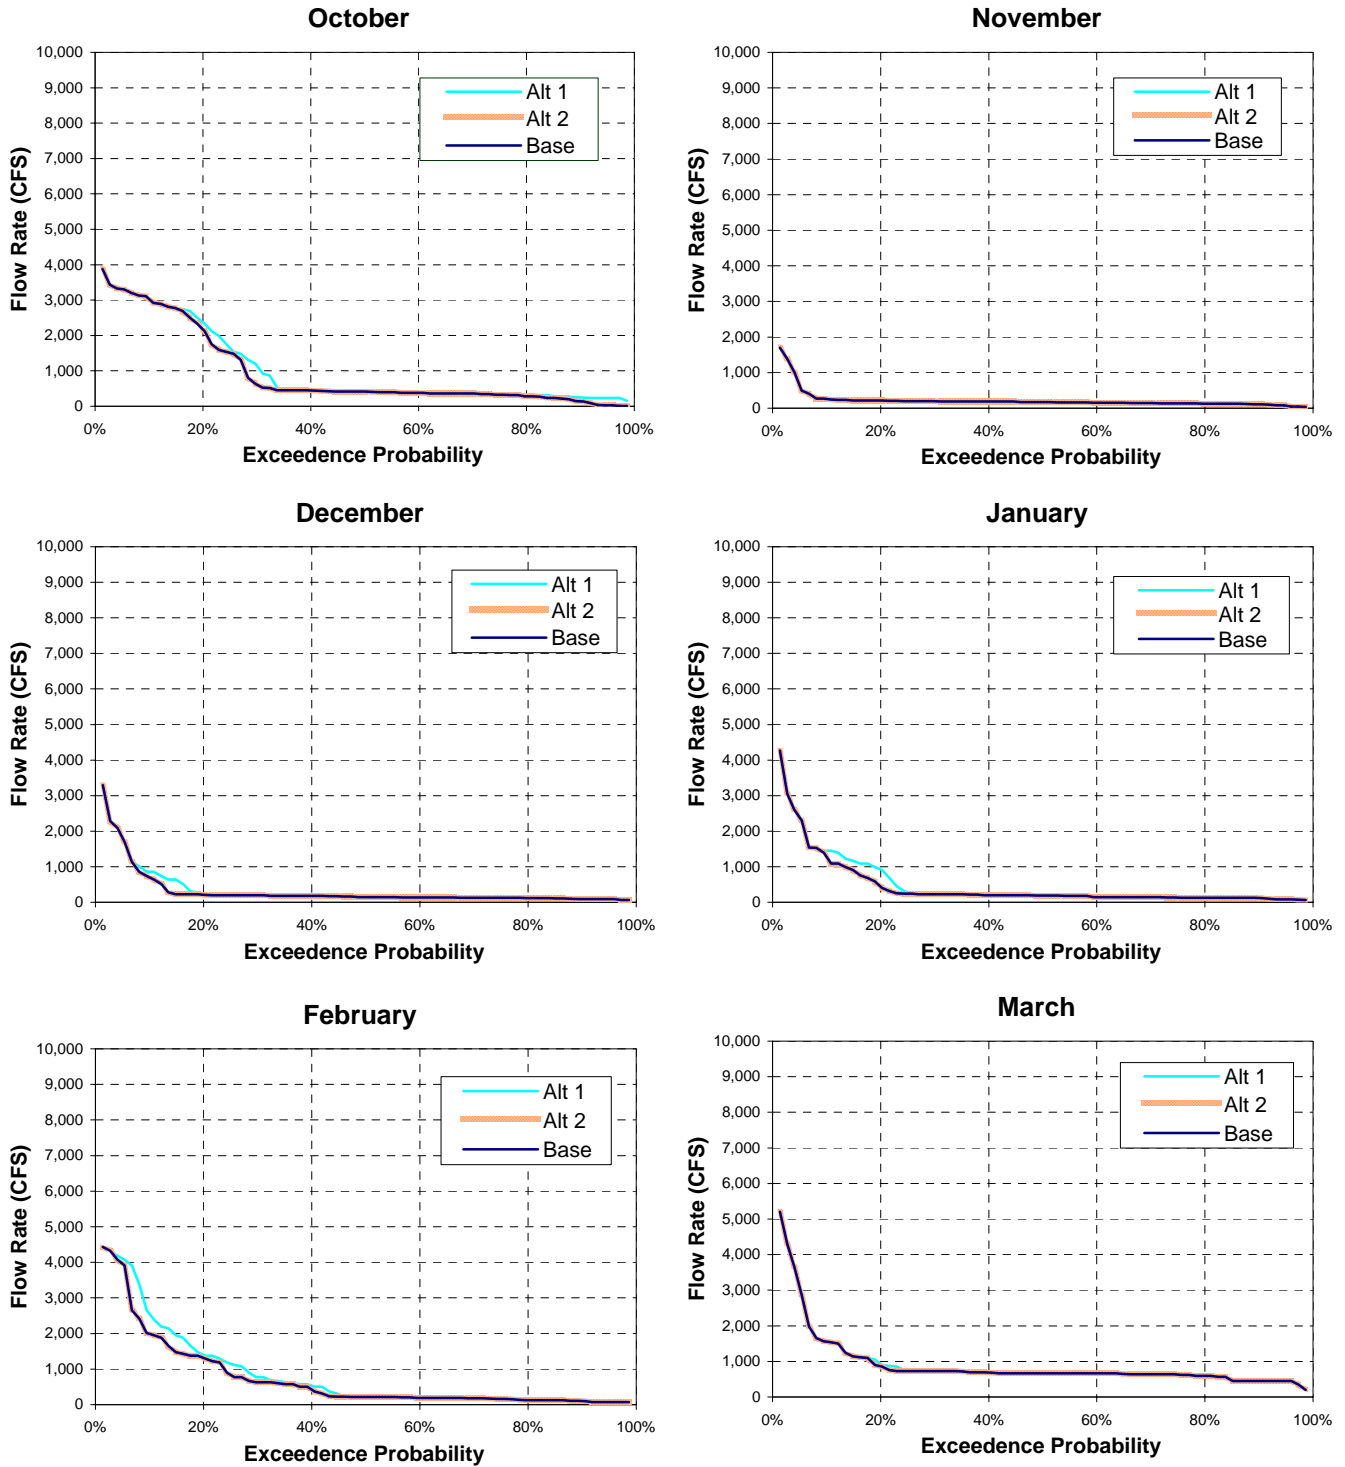 October
10,000
9,000
8,000
7,000
6,000
5,000
4,000
3,000
2,000
1,000
0
Flow Rate (CFS)
0% 20% 40% 60% 80% 100%
Exceedence Probability
Alt 1
Alt 2
Base
November
10,000
9,000
8,000
7,000
6,000
5,000
4,000
3,000
2,000
1,000
0
Flow Rate (CFS)
0% 20% 40% 60% 80% 100%
Exceedence Probability
Alt 1
Alt 2
Base
December
10,000
9,000
8,000
7,000
6,000
5,000
4,000
3,000
2,000
1,000
0
Flow Rate (CFS)
0% 20% 40% 60% 80% 100%
Exceedence Probability
Alt 1
Alt 2
Base
January
10,000
9,000
8,000
7,000
6,000
5,000
4,000
3,000
2,000
1,000
0
Flow Rate (CFS)
0% 20% 40% 60% 80% 100%
Exceedence Probability
Alt 1
Alt 2
Base
February
10,000
9,000
8,000
7,000
6,000
5,000
4,000
3,000
2,000
1,000
0
Flow Rate (CFS)
0% 20% 40% 60% 80% 100%
Exceedence Probability
Alt 1
Alt 2
Base
March
10,000
9,000
8,000
7,000
6,000
5,000
4,000
3,000
2,000
1,000
0
Flow Rate (CFS)
0% 20% 40% 60% 80% 100%
Exceedence Probability
Alt 1
Alt 2
Base